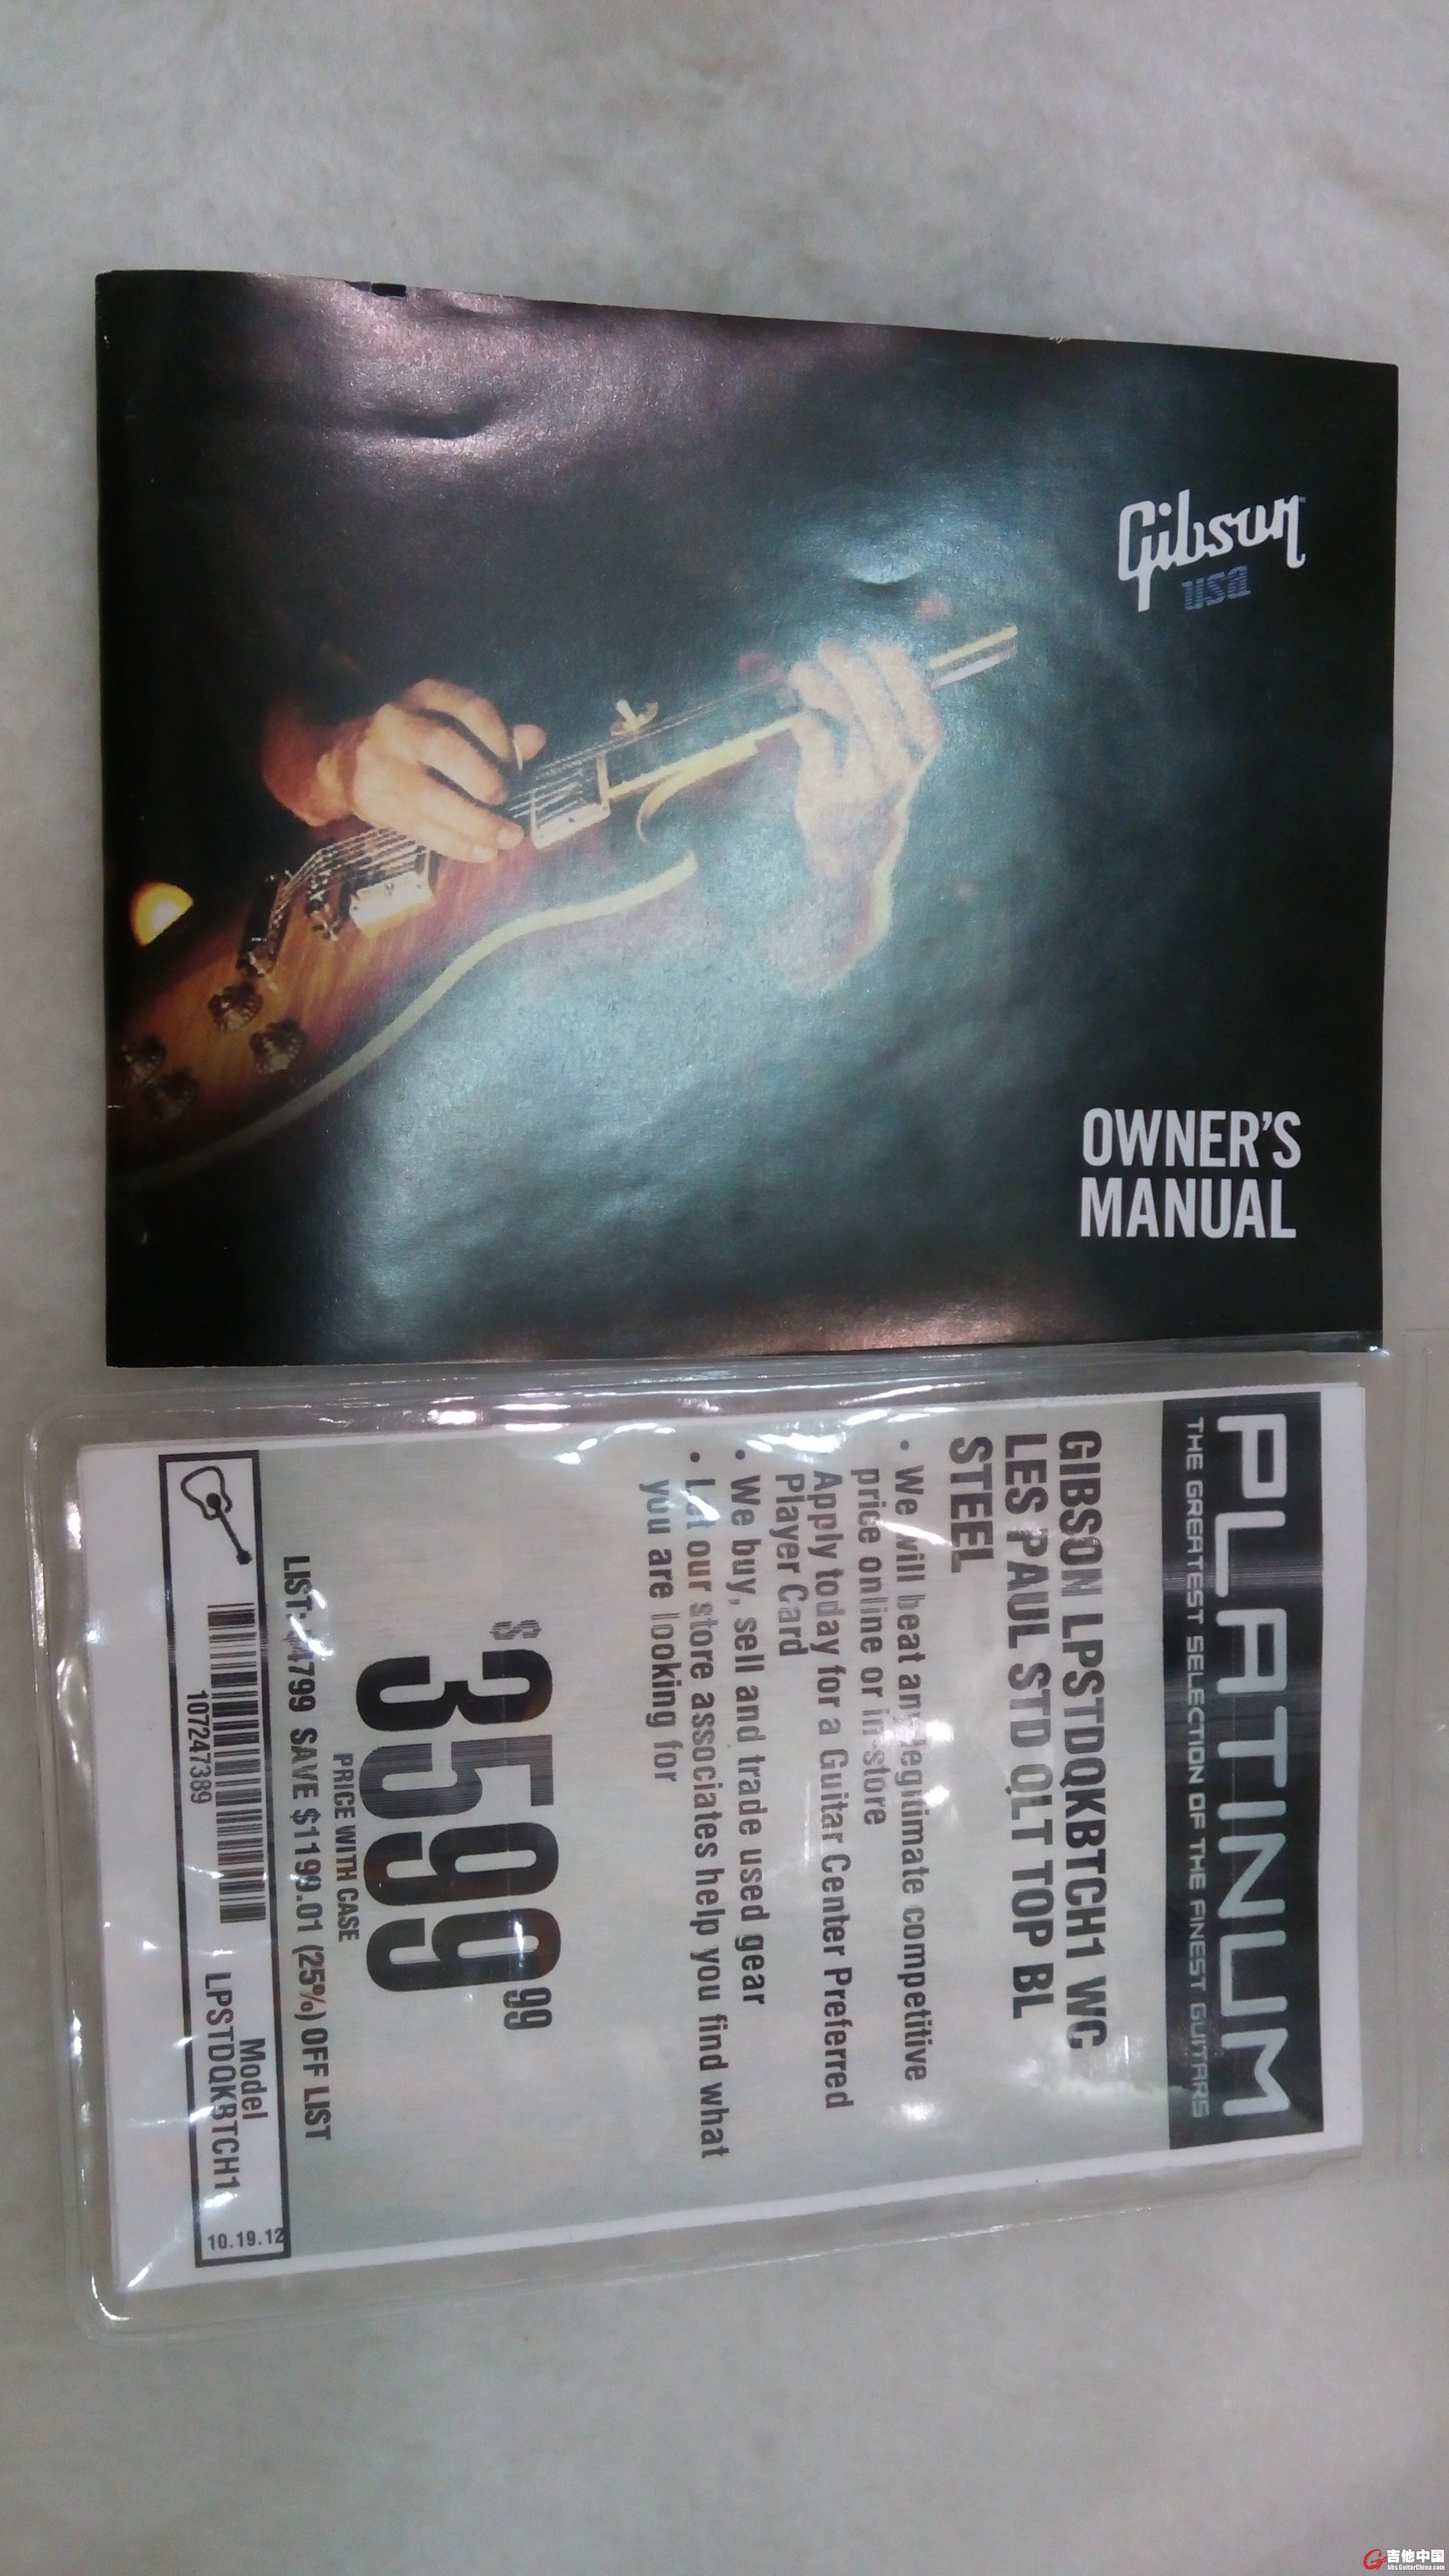 Gibson
usa
OWNER'S
MANUAL
PLATINUM
THE GREATEST SELECTION OF THE FINEST GUITARS
GIBSON LPSTDQKBTCH1 WC
LES PAUL STD QLT TOP BL
STEEL
• We will beat any legitimate competitive
price online or in-store
Apply today for a Guitar Center Preferred
Player Card
• We buy, sell and trade used gear
• Let our store associates help you find what
you are looking for
$3599.99
PRICE WITH CASE
LIST: $4799 SAVE $1199.01 (25%) OFF LIST
107247389
Model
LPSTDQKBTCH1
10.19.12
吉他中国
bbs.GuitarChina.com